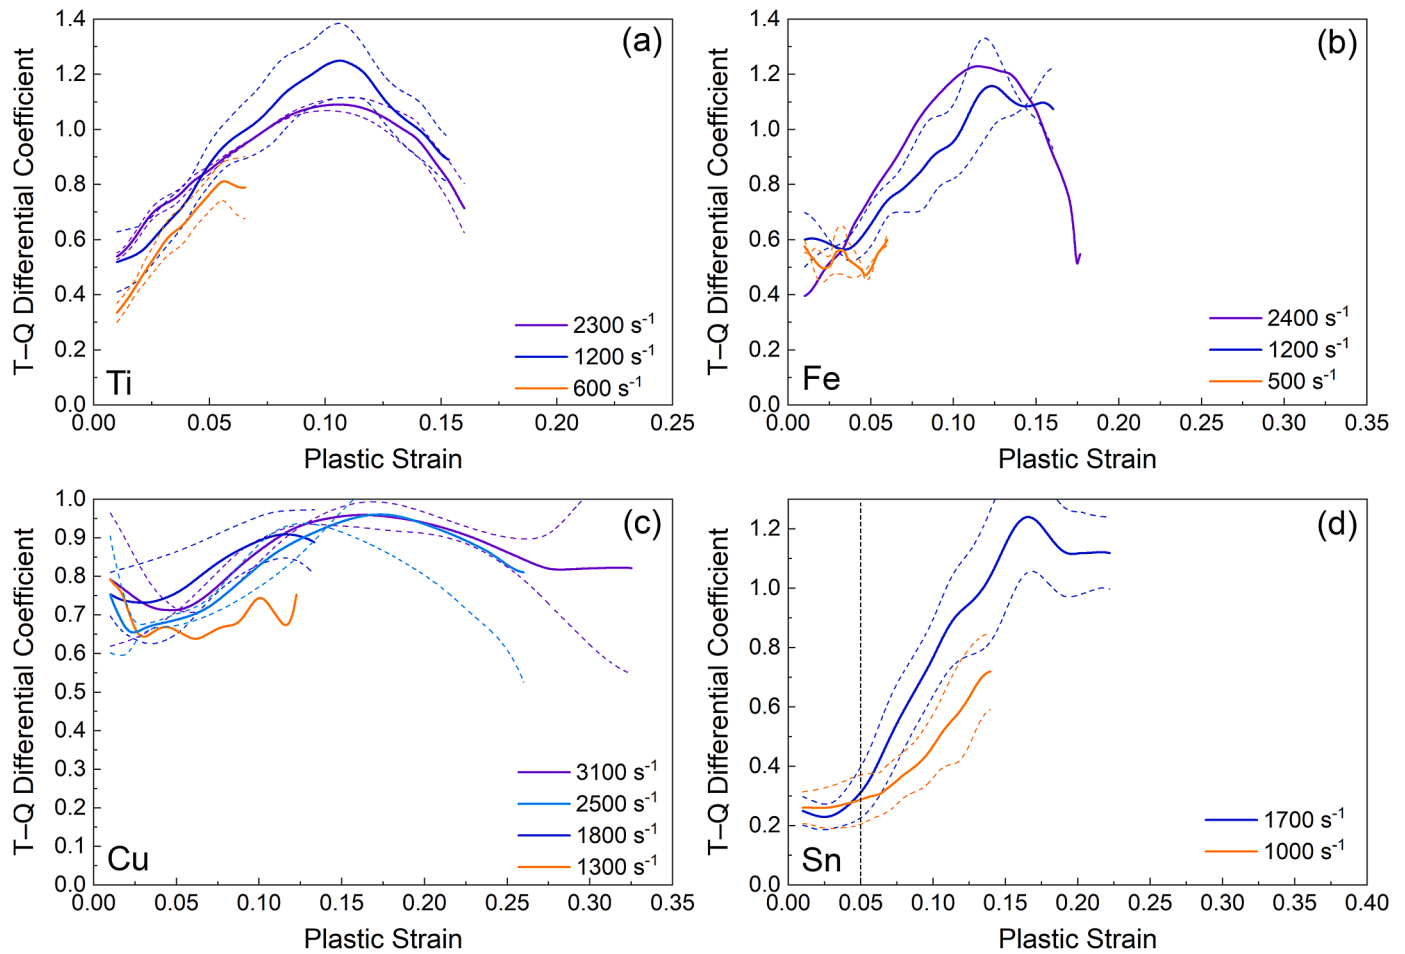 (a)
T–Q Differential Coefficient
1.4
1.2
1.0
0.8
0.6
0.4
0.2
0.0
2300 s-1
1200 s-1
600 s-1
Ti
0.00 0.05 0.10 0.15 0.20 0.25
Plastic Strain
(b)
T–Q Differential Coefficient
1.4
1.2
1.0
0.8
0.6
0.4
0.2
0.0
2400 s-1
1200 s-1
500 s-1
Fe
0.00 0.05 0.10 0.15 0.20 0.25 0.30 0.35
Plastic Strain
(c)
T–Q Differential Coefficient
1.0
0.9
0.8
0.7
0.6
0.5
0.4
0.3
0.2
0.1
0.0
3100 s-1
2500 s-1
1800 s-1
1300 s-1
Cu
0.00 0.05 0.10 0.15 0.20 0.25 0.30 0.35
Plastic Strain
(d)
T–Q Differential Coefficient
1.2
1.0
0.8
0.6
0.4
0.2
0.0
1700 s-1
1000 s-1
Sn
0.00 0.05 0.10 0.15 0.20 0.25 0.30 0.35 0.40
Plastic Strain